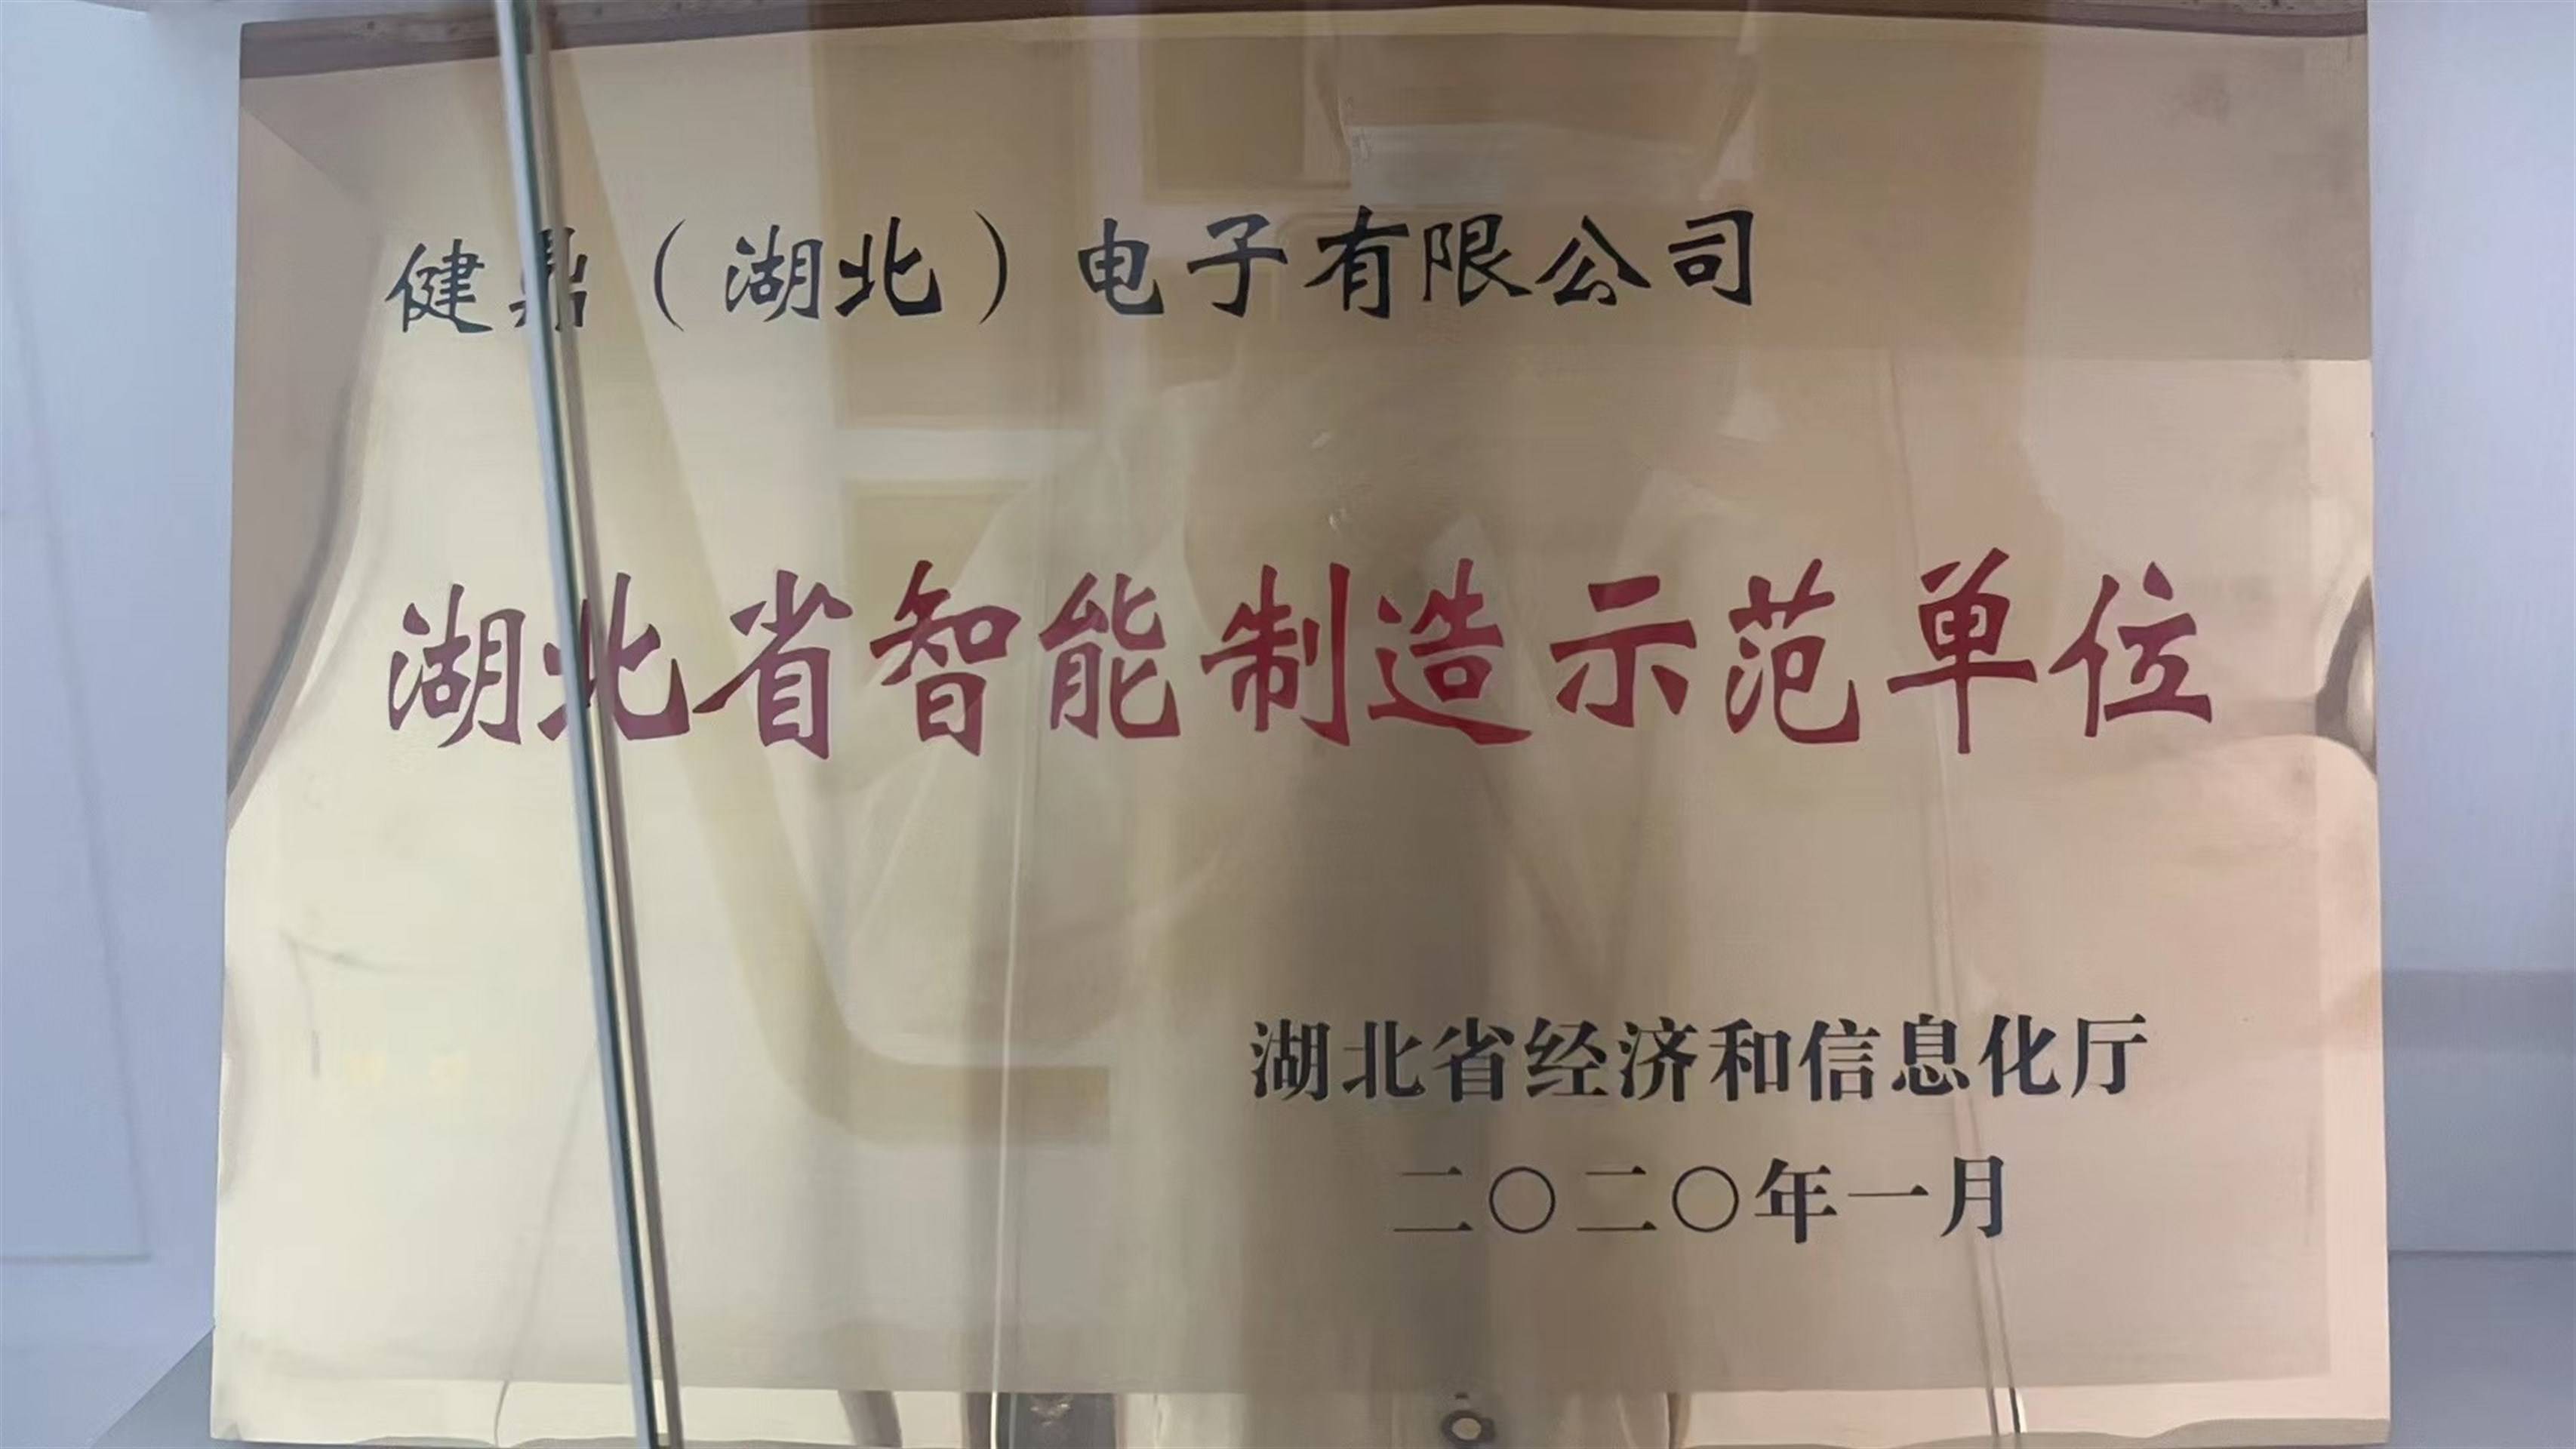 健鼎（湖北）电子有限公司
湖北省智能制造示范单位
湖北省经济和信息化厅
二〇二〇年一月